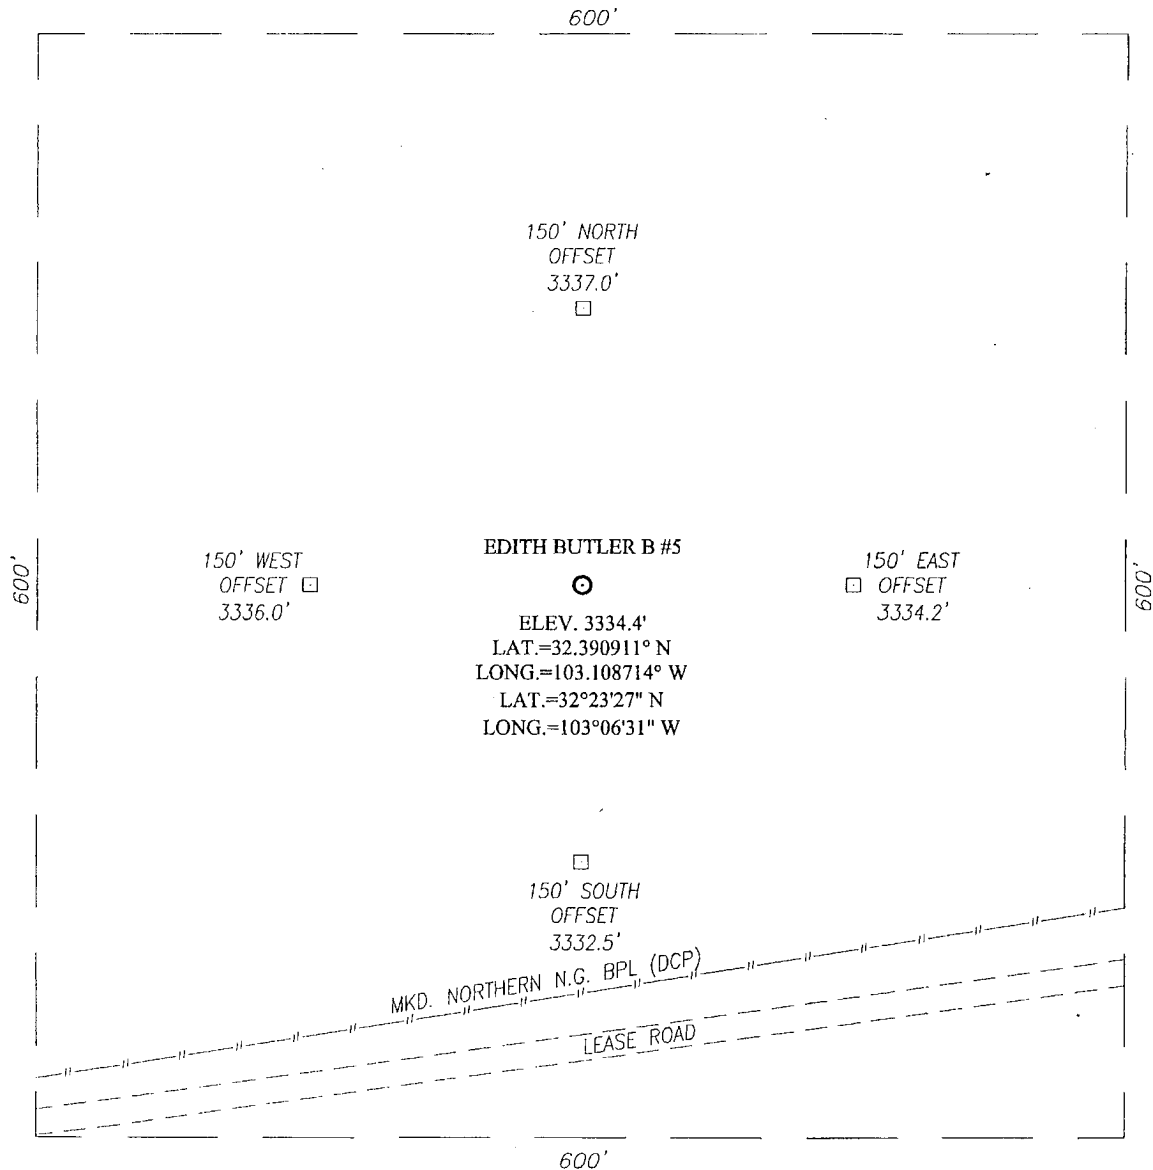 600'
150' NORTH
OFFSET
3337.0'
600'
150' WEST
OFFSET
3336.0'
EDITH BUTLER B #5
ELEV. 3334.4'
LAT.=32.390911° N
LONG.=103.108714° W
LAT.=32°23'27" N
LONG.=103°06'31" W
150' EAST
OFFSET
3334.2'
600'
150' SOUTH
OFFSET
3332.5'
MKD. NORTHERN N.G. BPL (DCP)
LEASE ROAD
600'